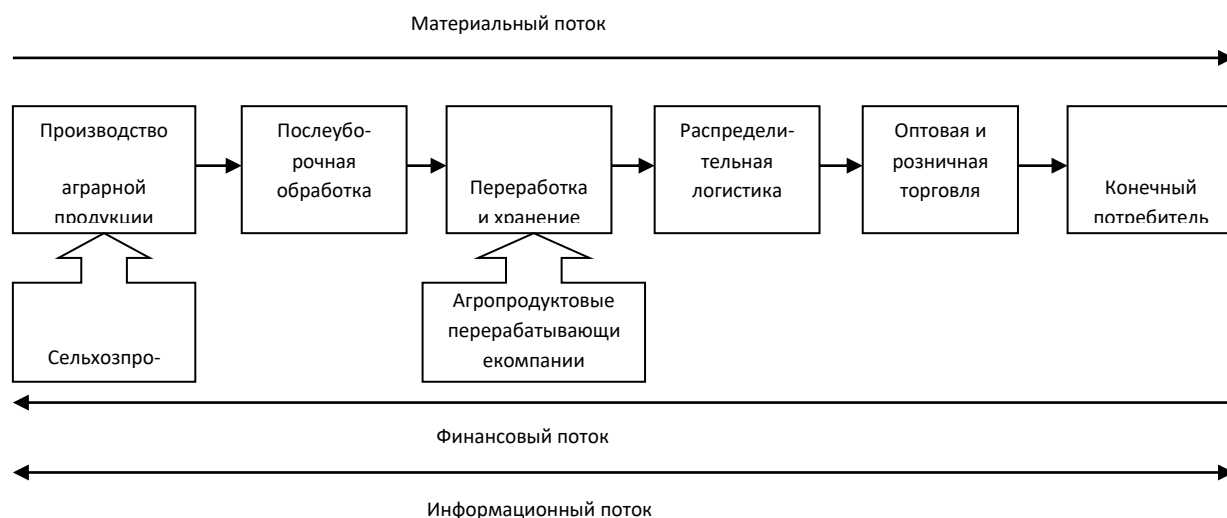 Материальный поток
Производство
аграрной
продукции
Послеубо-
рочная
обработка
Переработка
и хранение
Распредели-
тельная
логистика
Оптовая и
розничная
торговля
Конечный
потребитель
Сельхозпро-
Агропродуктовые
перерабатывающи
екомпании
Финансовый поток
Информационный поток